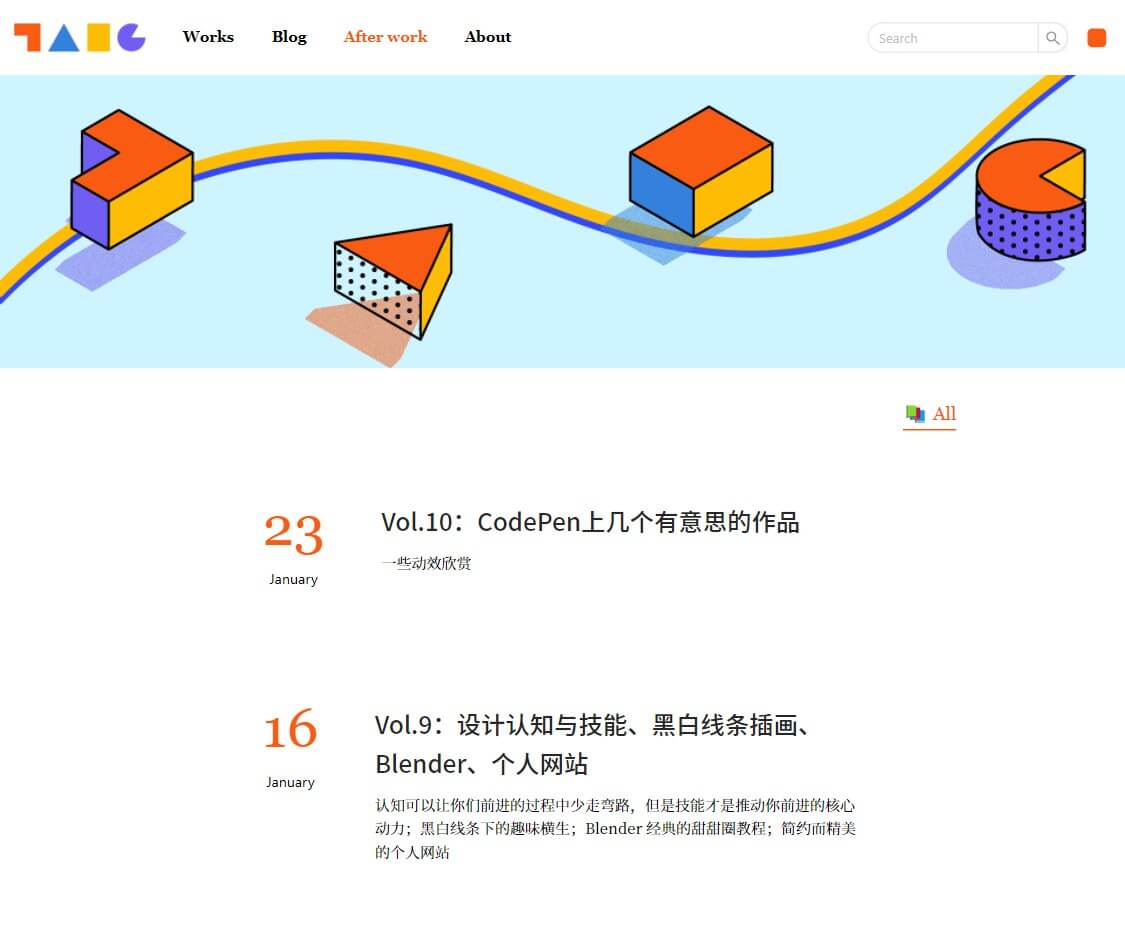 Works Blog After work About Search
All
23
January
Vol.10：CodePen上几个有意思的作品
一些动效欣赏
16
January
Vol.9：设计认知与技能、黑白线条插画、
Blender、个人网站
认知可以让你们前进的过程中少走弯路，但是技能才是推动你前进的核心
动力；黑白线条下的趣味横生；Blender 经典的甜甜圈教程；简约而精美
的个人网站